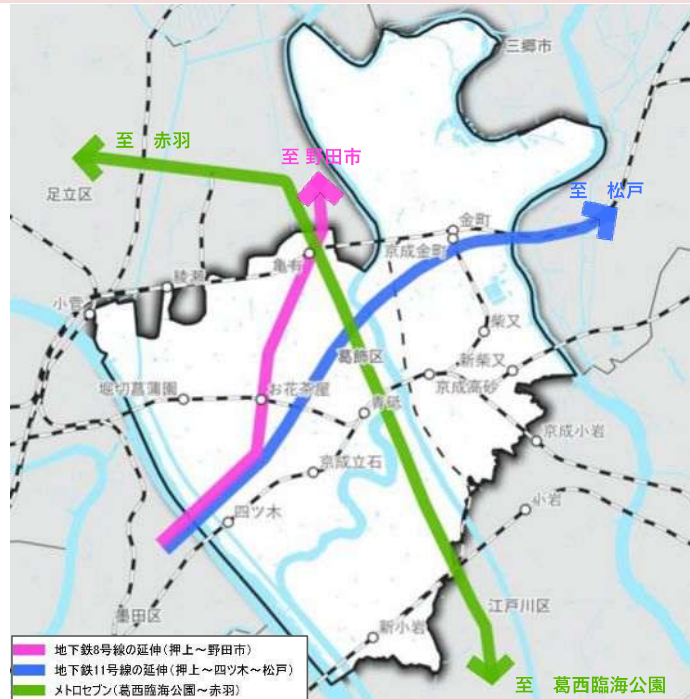 三郷市
至 赤羽
至 野田市
足立区
至 松戸
金町
京成金町
亀有
綾瀬
小菅
柴又
葛飾区
新柴又
京成高砂
堀切菖蒲園
お花茶屋
青砥
京成小岩
京成立石
小岩
四ツ木
江戸川区
墨田区
新小岩
至 葛西臨海公園
地下鉄8号線の延伸(押上~野田市)
地下鉄11号線の延伸(押上~四ツ木~松戸)
メトロセブン(葛西臨海公園~赤羽)